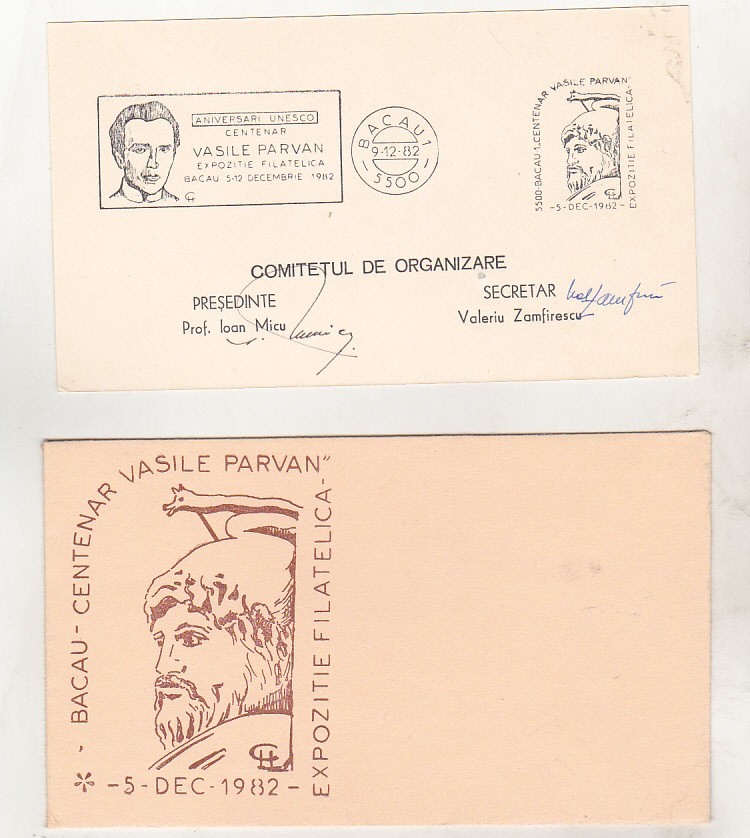 ANIVERSARI UNESCO
CENTENAR
VASILE PARVAN
EXPOZITIE FILATELICA
BACAU 5-12 DECEMBRIE 1982
BACAU 1
9-12-82
5500
5500-BACAU-1-CENTENAR VASILE PARVAN"
EXPOZITIE FILATELICA-
-5-DEC-1982-
COMITETUL DE ORGANIZARE
PREȘEDINTE
Prof. Ioan Micu
SECRETAR
Valeriu Zamfirescu
- BACAU - CENTENAR VASILE PARVAN"
EXPOZITIE FILATELICA-
* -5-DEC-1982-